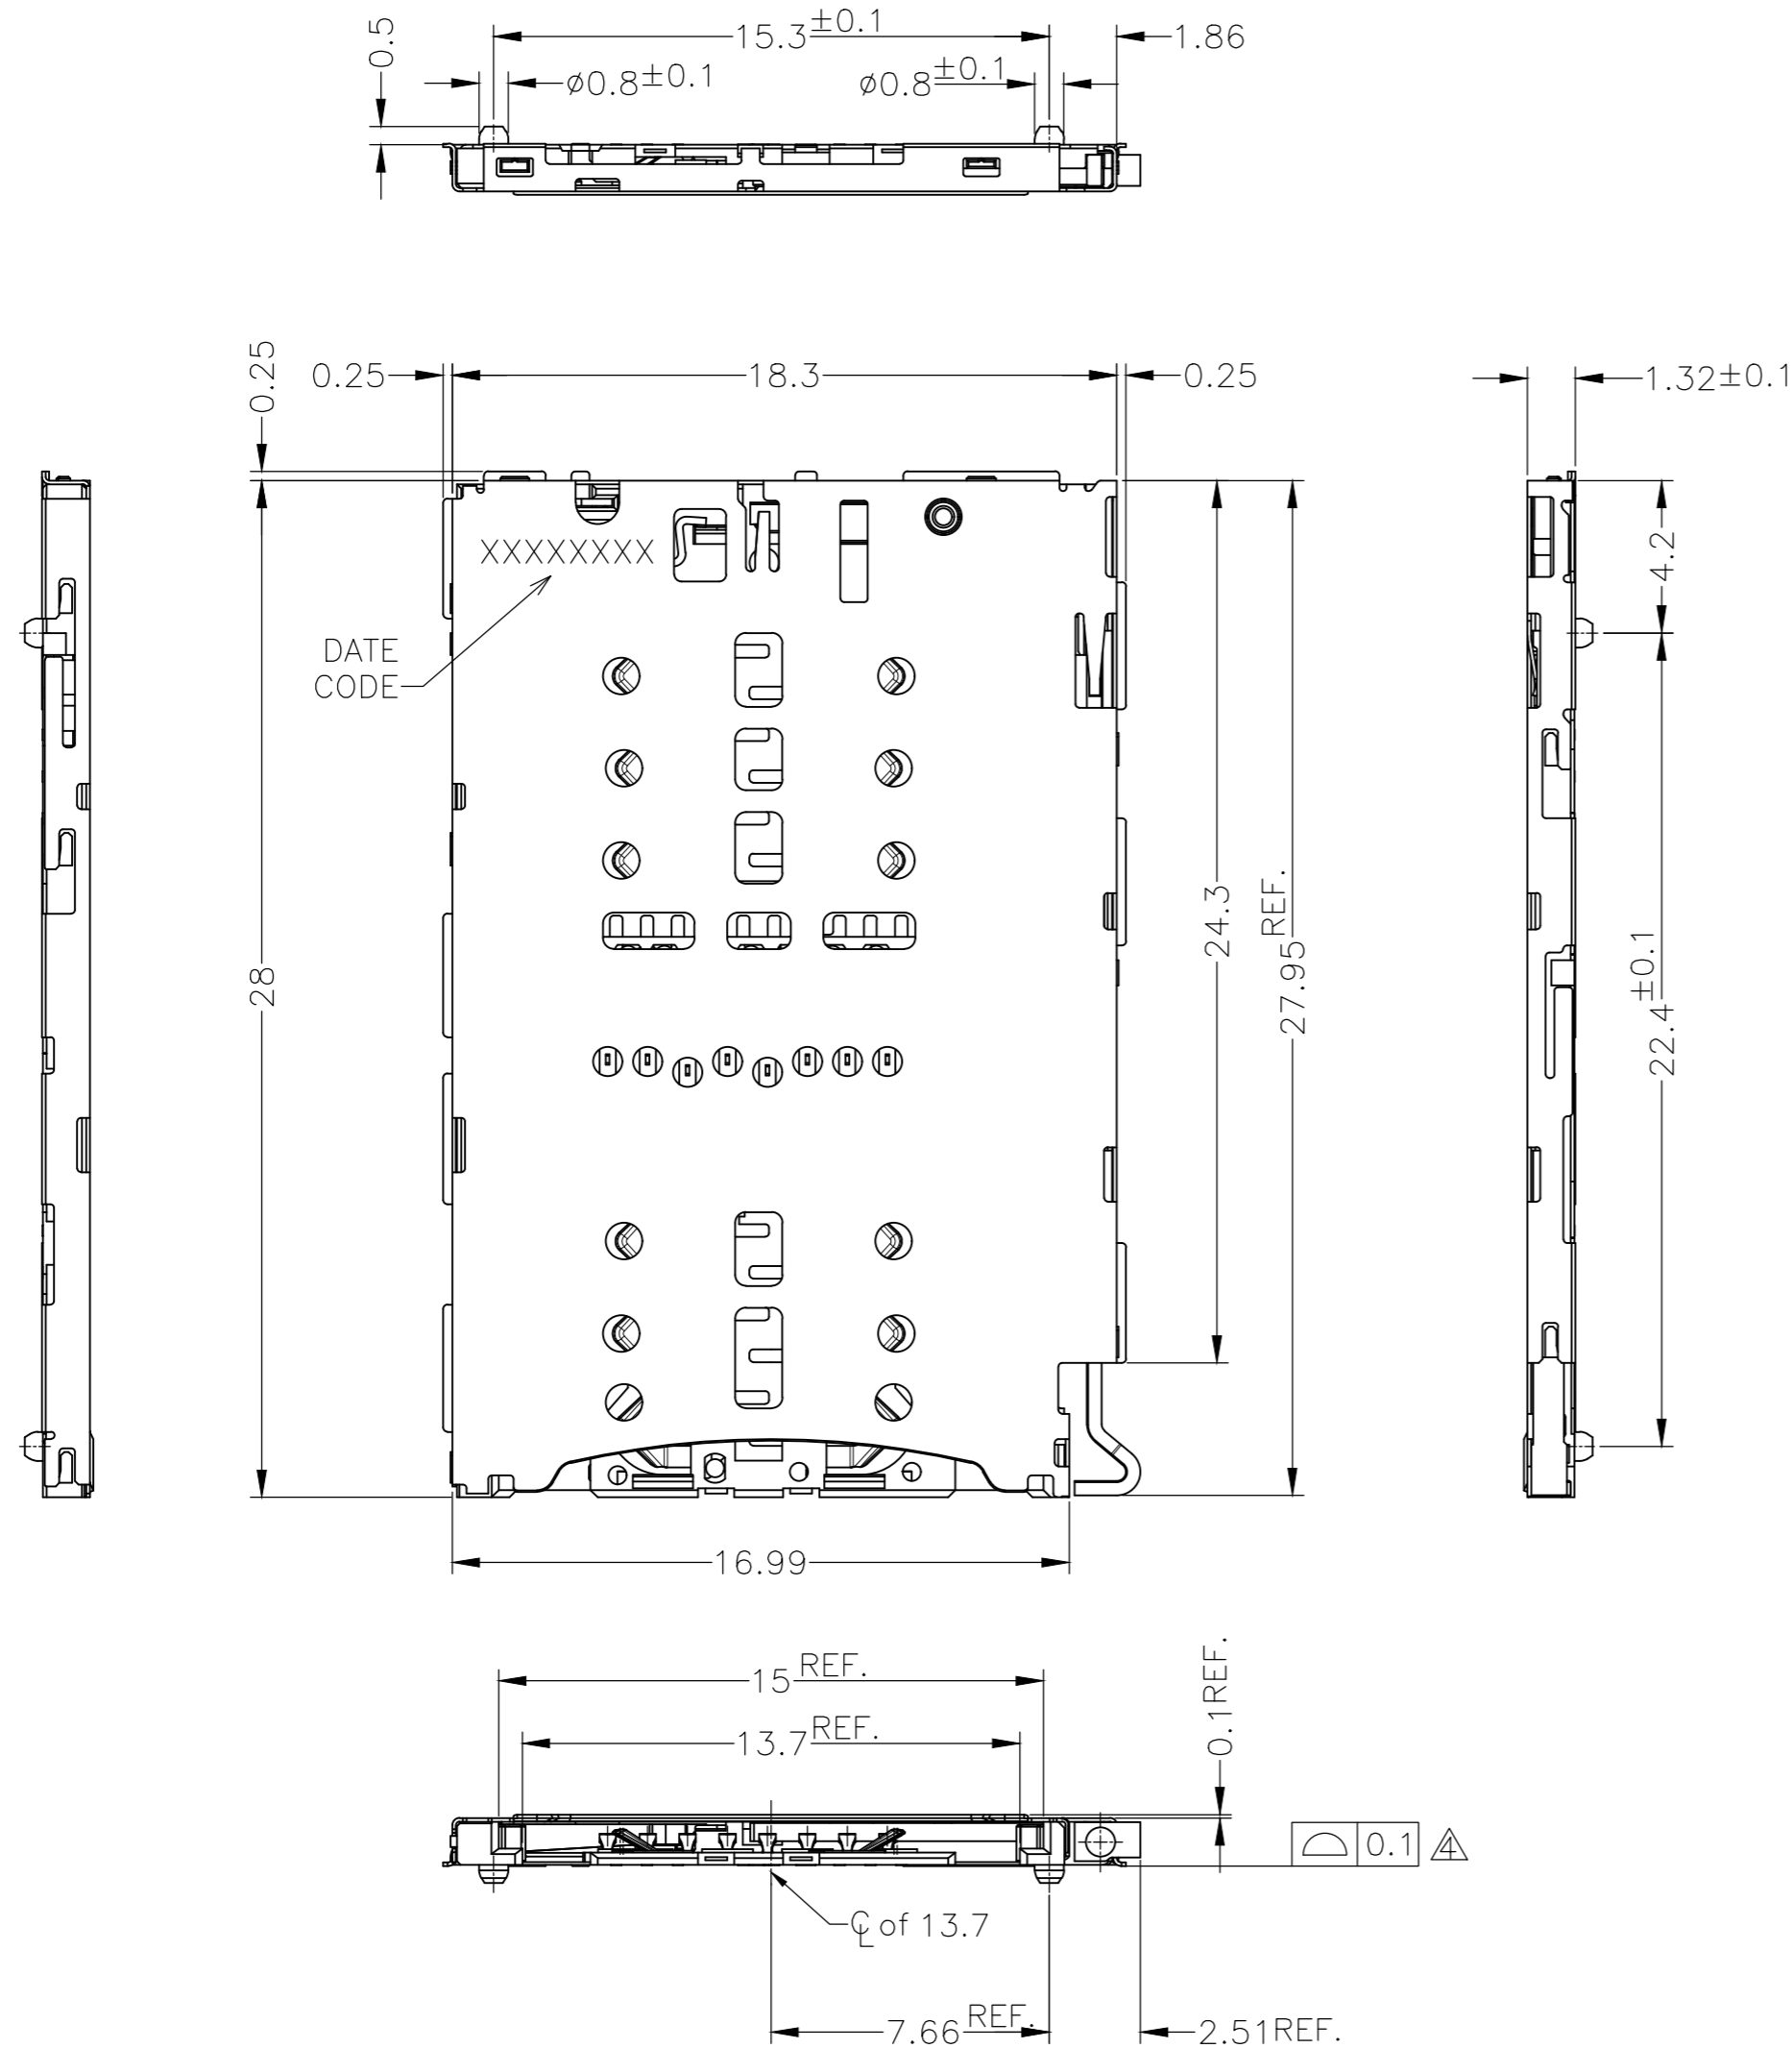 0.5
15.3±0.1
1.86
⌀0.8±0.1
⌀0.8±0.1
0.25
0.25
18.3
0.25
1.32±0.1
XXXXXXXX
DATE
CODE
4.2
28
24.3
27.95 REF.
22.4±0.1
16.99
15 REF.
13.7 REF.
0.1 REF.
⌓ 0.1 4
℄ of 13.7
7.66 REF.
2.51 REF.